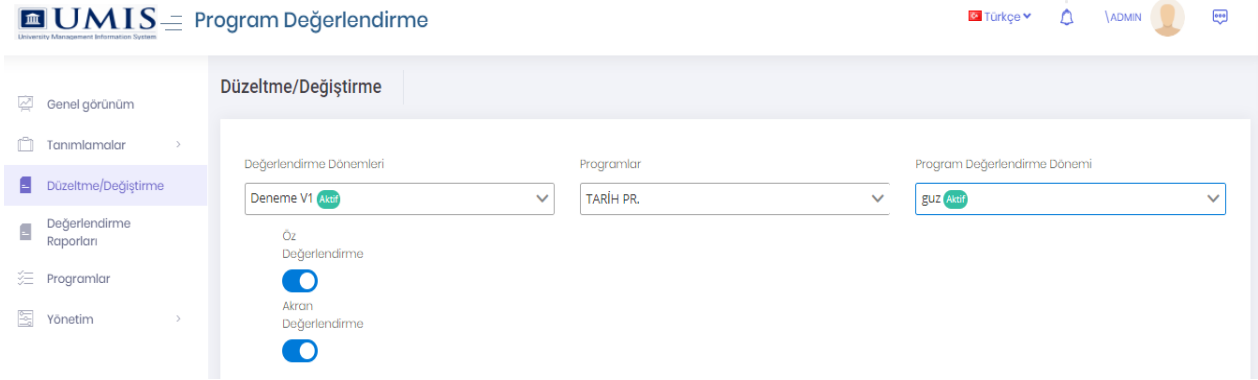 UMIS
University Management Information System
Program Değerlendirme
Türkçe
\ADMIN
Genel görünüm
Tanımlamalar
Düzeltme/Değiştirme
Değerlendirme
Raporları
Programlar
Yönetim
Düzeltme/Değiştirme
Değerlendirme Dönemleri
Deneme V1 Aktif
Programlar
TARİH PR.
Program Değerlendirme Dönemi
guz Aktif
Öz
Değerlendirme
Akran
Değerlendirme